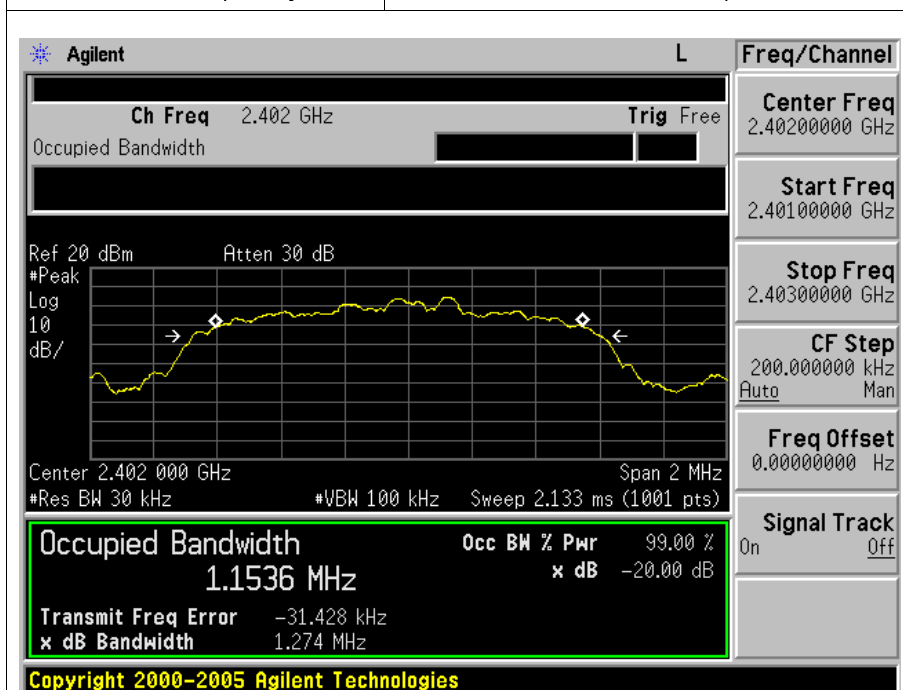 Agilent L Freq/Channel
Ch Freq 2.402 GHz Trig Free
Occupied Bandwidth
Center Freq
2.40200000 GHz
Start Freq
2.40100000 GHz
Ref 20 dBm Atten 30 dB
#Peak
Log
10
dB/
Stop Freq
2.40300000 GHz
CF Step
200.000000 kHz
Auto Man
Freq Offset
0.00000000 Hz
Center 2.402 000 GHz Span 2 MHz
#Res BW 30 kHz #VBW 100 kHz Sweep 2.133 ms (1001 pts)
Signal Track
On Off
Occupied Bandwidth
1.1536 MHz
Occ BW % Pwr 99.00 %
x dB -20.00 dB
Transmit Freq Error -31.428 kHz
x dB Bandwidth 1.274 MHz
Copyright 2000-2005 Agilent Technologies